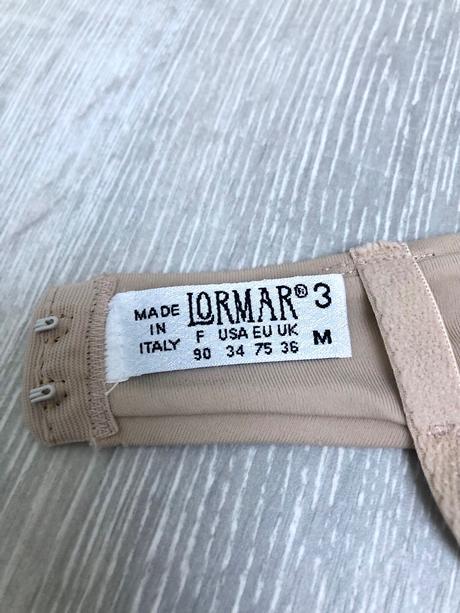 MADE
IN
ITALY
LORMAR® 3
F USA EU UK
90 34 75 36 M